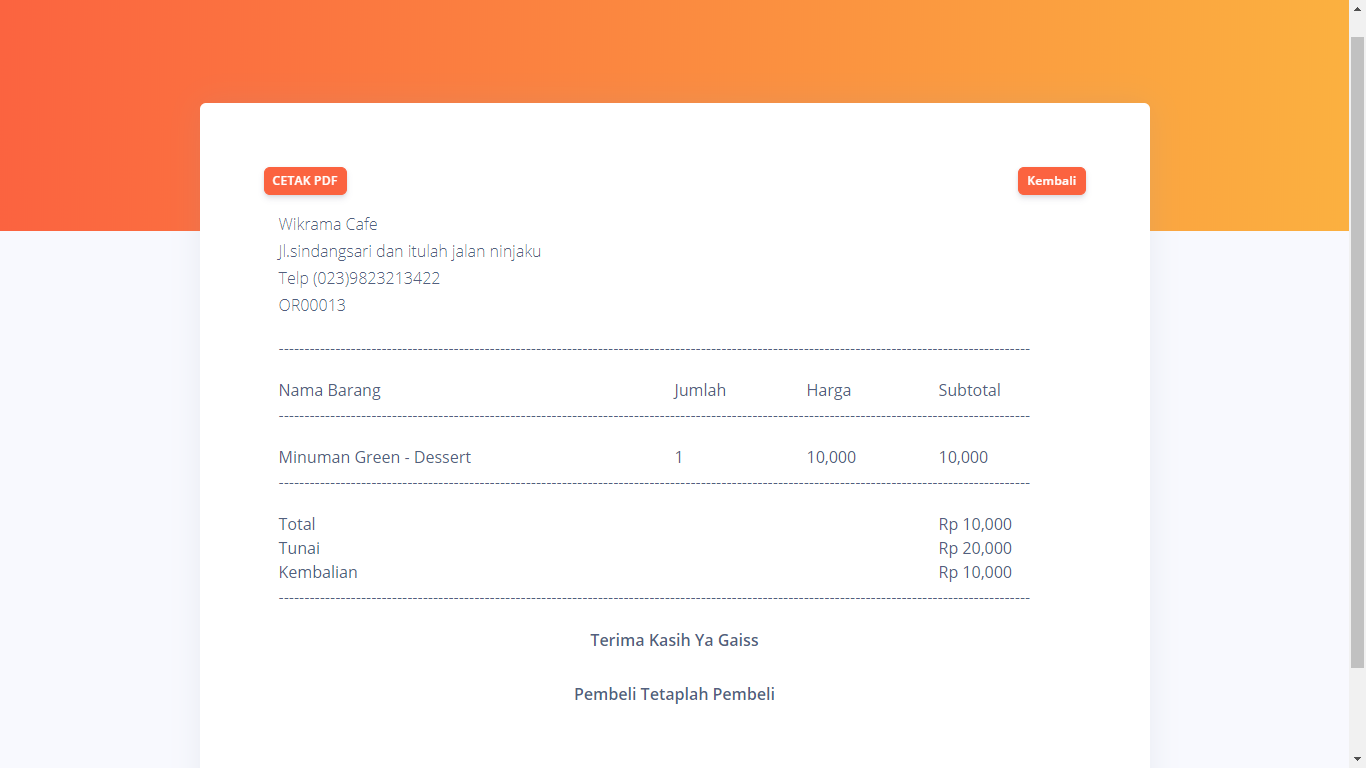 CETAK PDF Kembali
Wikrama Cafe
Jl.sindangsari dan itulah jalan ninjaku
Telp (023)9823213422
OR00013
Nama Barang Jumlah Harga Subtotal
Minuman Green - Dessert 1 10,000 10,000
Total Rp 10,000
Tunai Rp 20,000
Kembalian Rp 10,000
Terima Kasih Ya Gaiss
Pembeli Tetaplah Pembeli